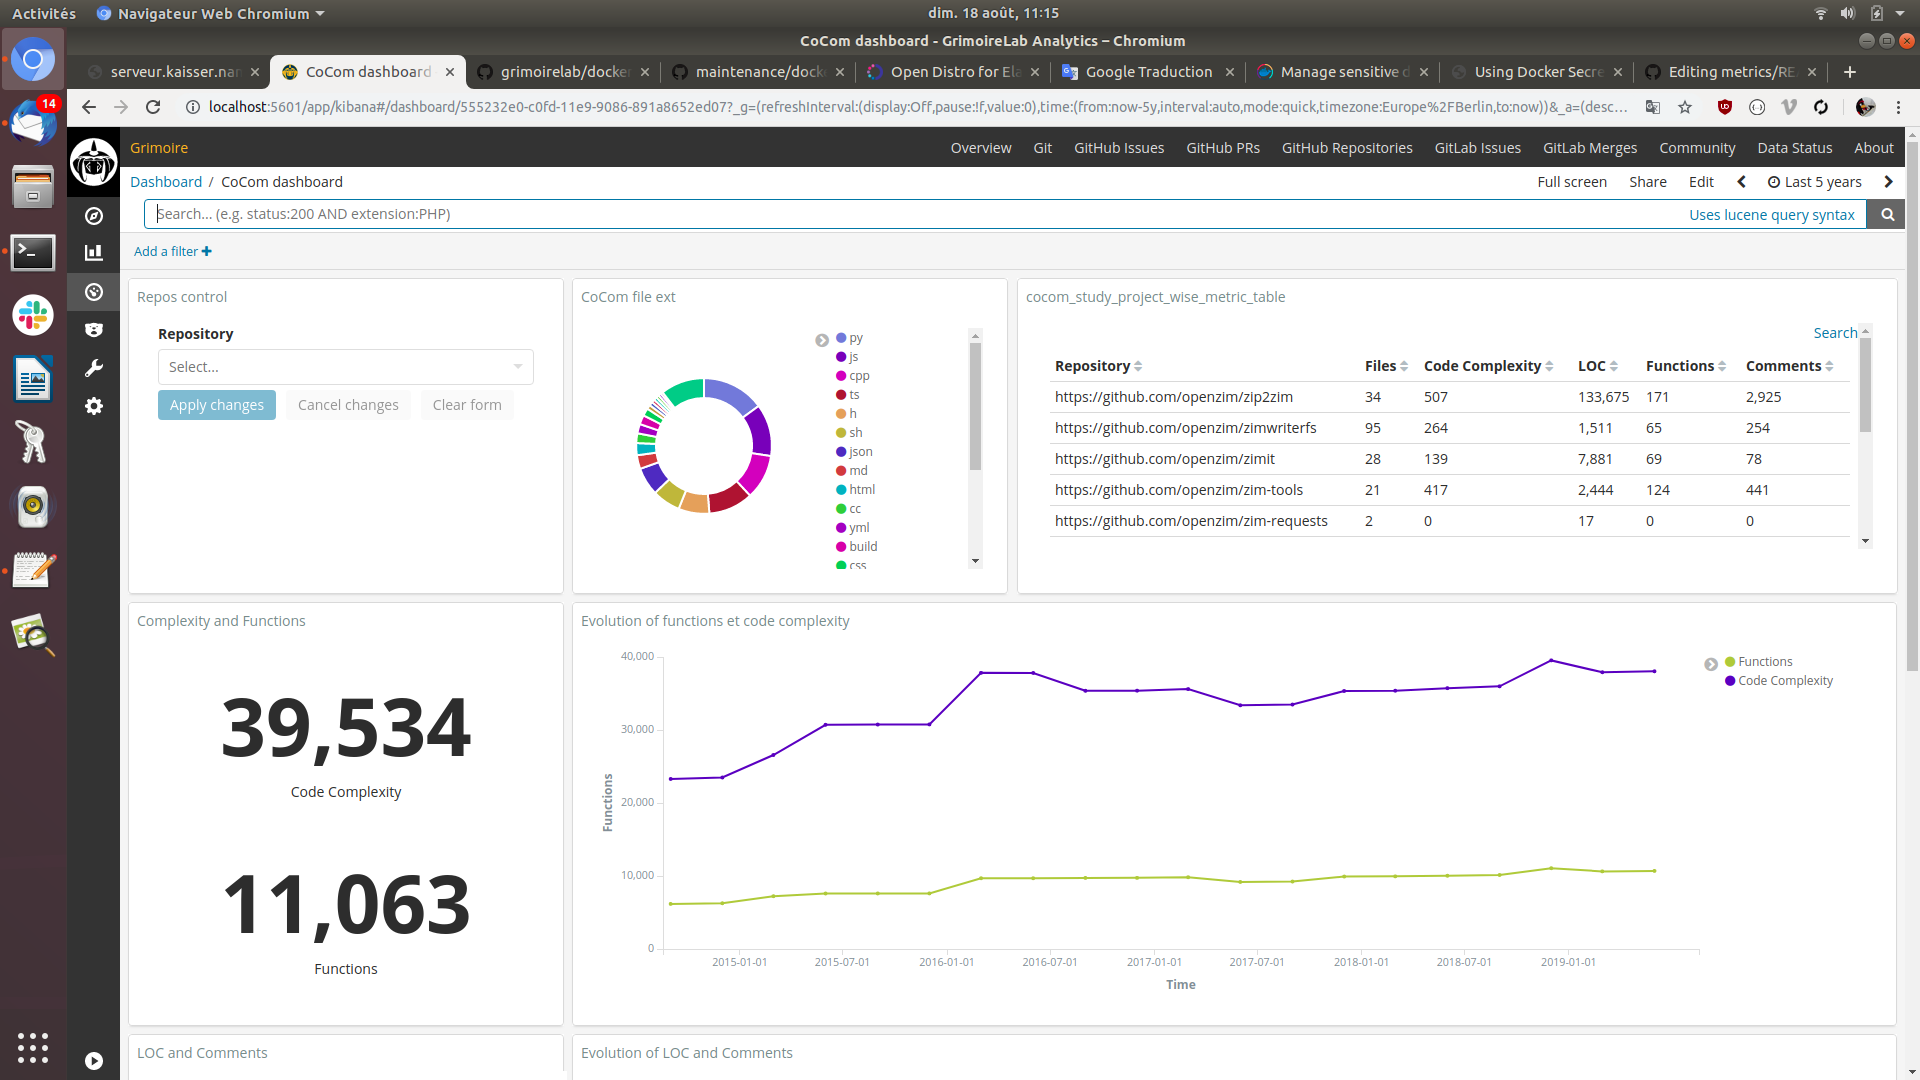 Activités
Navigateur Web Chromium
dim. 18 août, 11:15
CoCom dashboard - GrimoireLab Analytics – Chromium
serveur.kaisser.nar
CoCom dashboard
grimoirelab/docker
maintenance/dock
Open Distro for Ela
Google Traduction
Manage sensitive d
Using Docker Secre
Editing metrics/REA
14
localhost:5601/app/kibana#/dashboard/555232e0-c0fd-11e9-9086-891a8652ed07?_g=(refreshInterval:(display:Off,pause:!f,value:0),time:(from:now-5y,interval:auto,mode:quick,timezone:Europe%2FBerlin,to:now))&_a=(desc...
Grimoire
Overview Git GitHub Issues GitHub PRs GitHub Repositories GitLab Issues GitLab Merges Community Data Status About
Dashboard / CoCom dashboard
Full screen Share Edit Last 5 years
Search... (e.g. status:200 AND extension:PHP)
Uses lucene query syntax
Add a filter
Repos control
Repository
Select...
Apply changes Cancel changes Clear form
CoCom file ext
py
js
cpp
ts
h
sh
json
md
html
cc
yml
build
css
cocom_study_project_wise_metric_table
Search
Repository Files Code Complexity LOC Functions Comments
https://github.com/openzim/zip2zim 34 507 133,675 171 2,925
https://github.com/openzim/zimwriterfs 95 264 1,511 65 254
https://github.com/openzim/zimit 28 139 7,881 69 78
https://github.com/openzim/zim-tools 21 417 2,444 124 441
https://github.com/openzim/zim-requests 2 0 17 0 0
Complexity and Functions
39,534
Code Complexity
11,063
Functions
Evolution of functions et code complexity
40,000
30,000
20,000
10,000
0
Functions
2015-01-01 2015-07-01 2016-01-01 2016-07-01 2017-01-01 2017-07-01 2018-01-01 2018-07-01 2019-01-01
Time
Functions
Code Complexity
LOC and Comments
Evolution of LOC and Comments